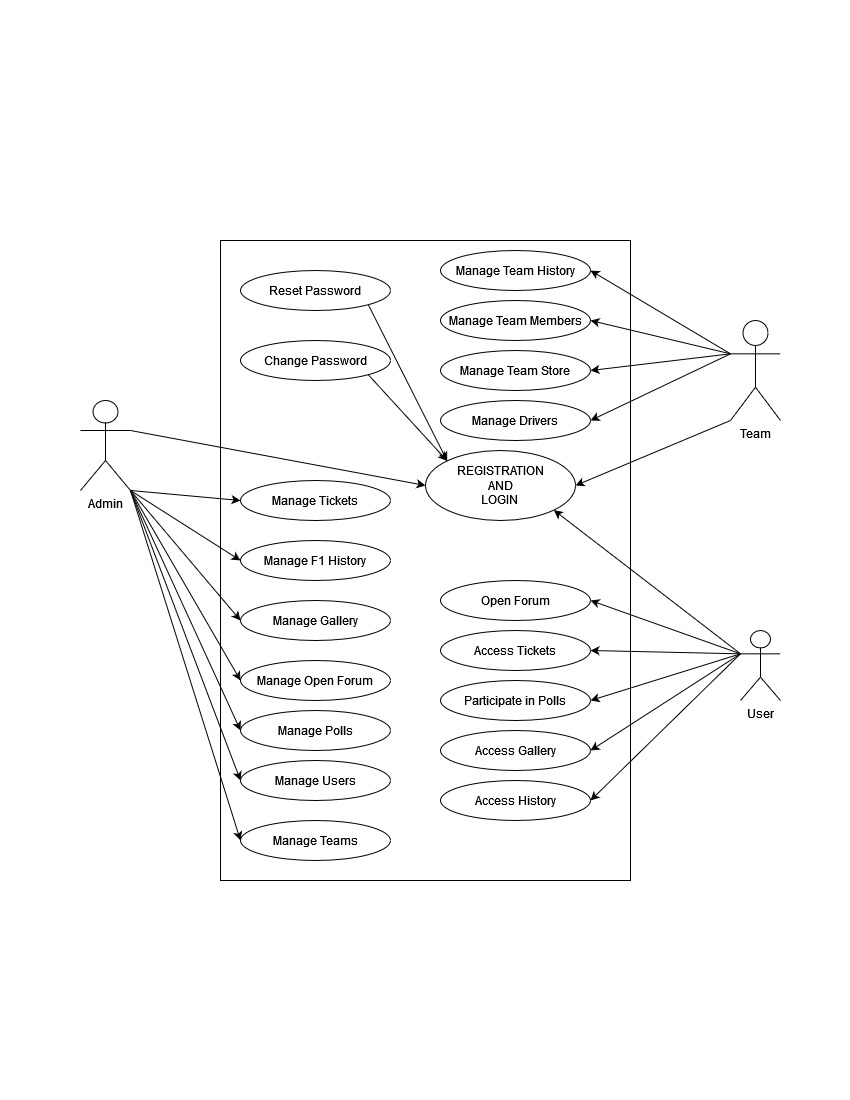 Manage Team History
Reset Password
Manage Team Members
Change Password
Manage Team Store
Manage Drivers
Team
REGISTRATION
AND
LOGIN
Admin
Manage Tickets
Manage F1 History
Open Forum
Manage Gallery
Access Tickets
Manage Open Forum
Participate in Polls
User
Manage Polls
Access Gallery
Manage Users
Access History
Manage Teams